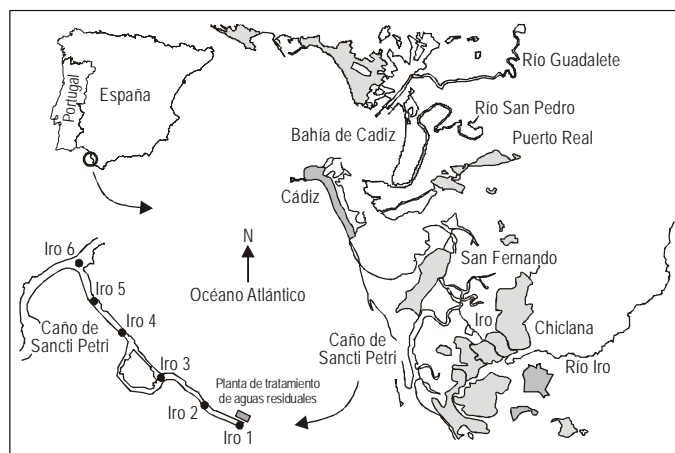 Portugal
España
Río Guadalete
Río San Pedro
Bahía de Cadiz
Puerto Real
Cádiz
N
Océano Atlántico
San Fernando
Iro 6
Iro 5
Iro 4
Caño de
Sancti Petri
Iro 3
Iro 2
Iro 1
Planta de tratamiento
de aguas residuales
Caño de
Sancti Petri
Iro
Chiclana
Río Iro